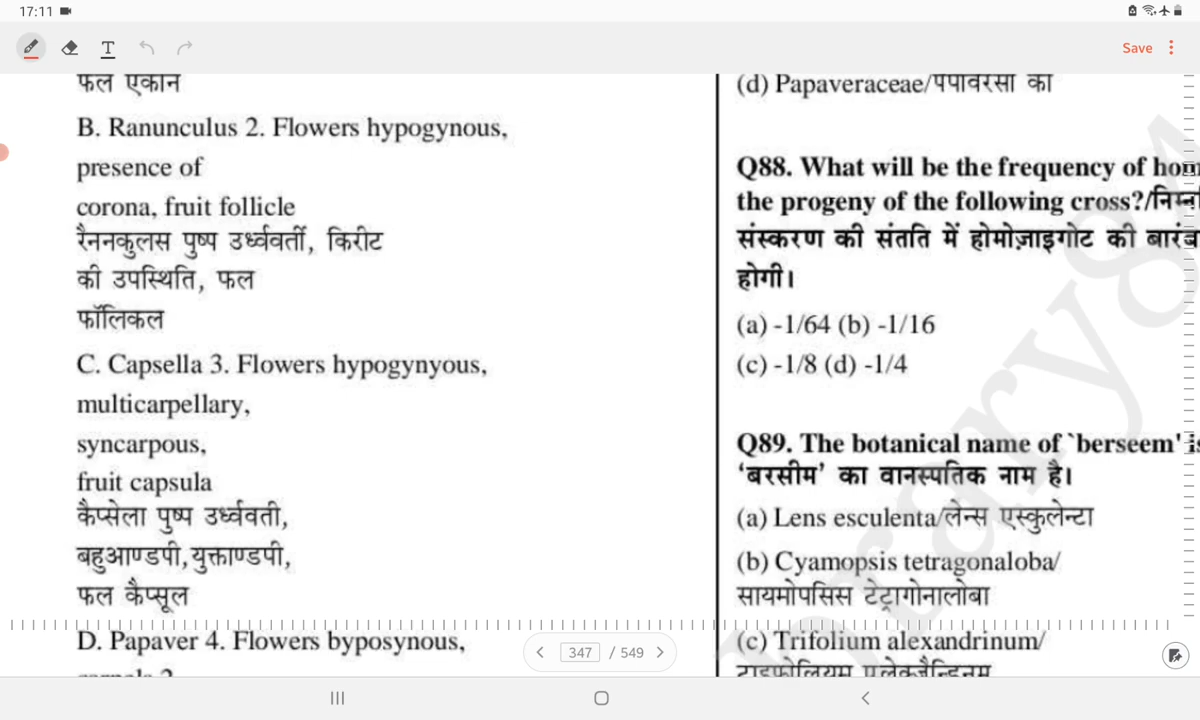 17:11
T
Save
फल एकीन
B. Ranunculus 2. Flowers hypogynous,
presence of
corona, fruit follicle
रैननकुलस पुष्प उर्ध्ववर्ती, किरीट
की उपस्थिति, फल
फॉलिकल
C. Capsella 3. Flowers hypogynyous,
multicarpellary,
syncarpous,
fruit capsula
कैप्सेला पुष्प उर्ध्ववती,
बहुआण्डपी,युक्ताण्डपी,
फल कैप्सूल
D. Papaver 4. Flowers byposynous,
(d) Papaveraceae/पपावरसी का
Q88. What will be the frequency of
the progeny of the following cross?/निम्न
संस्करण की संतति में होमोज़ाइगोट की
होगी।
(a) -1/64 (b) -1/16
(c) -1/8 (d) -1/4
Q89. The botanical name of `berseem' is
‘बरसीम’ का वानस्पतिक नाम है।
(a) Lens esculenta/लेन्स एस्कुलेन्टा
(b) Cyamopsis tetragonaloba/
सायमोपसिस टेट्रागोनालोबा
(c) Trifolium alexandrinum/
टाइफोलियम एलेक्जैन्ड्रिनम
347 / 549